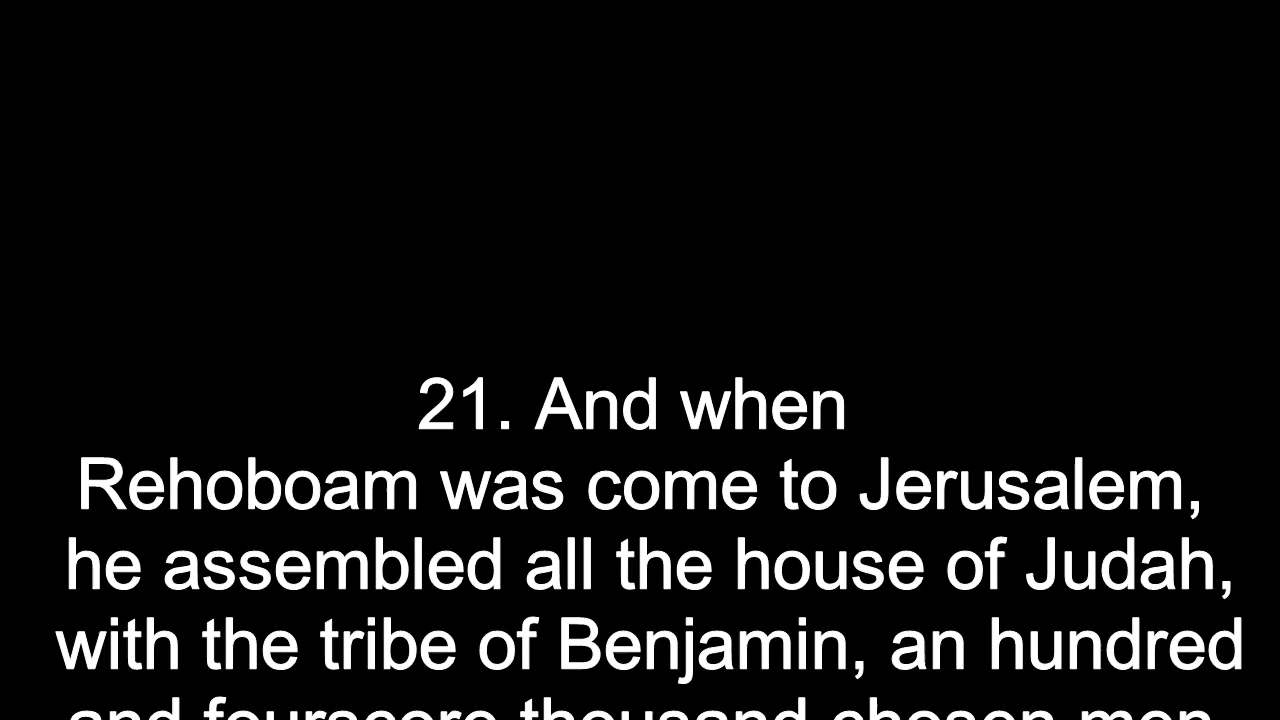 21. And when
Rehoboam was come to Jerusalem,
he assembled all the house of Judah,
with the tribe of Benjamin, an hundred
and fourscore thousand chosen men